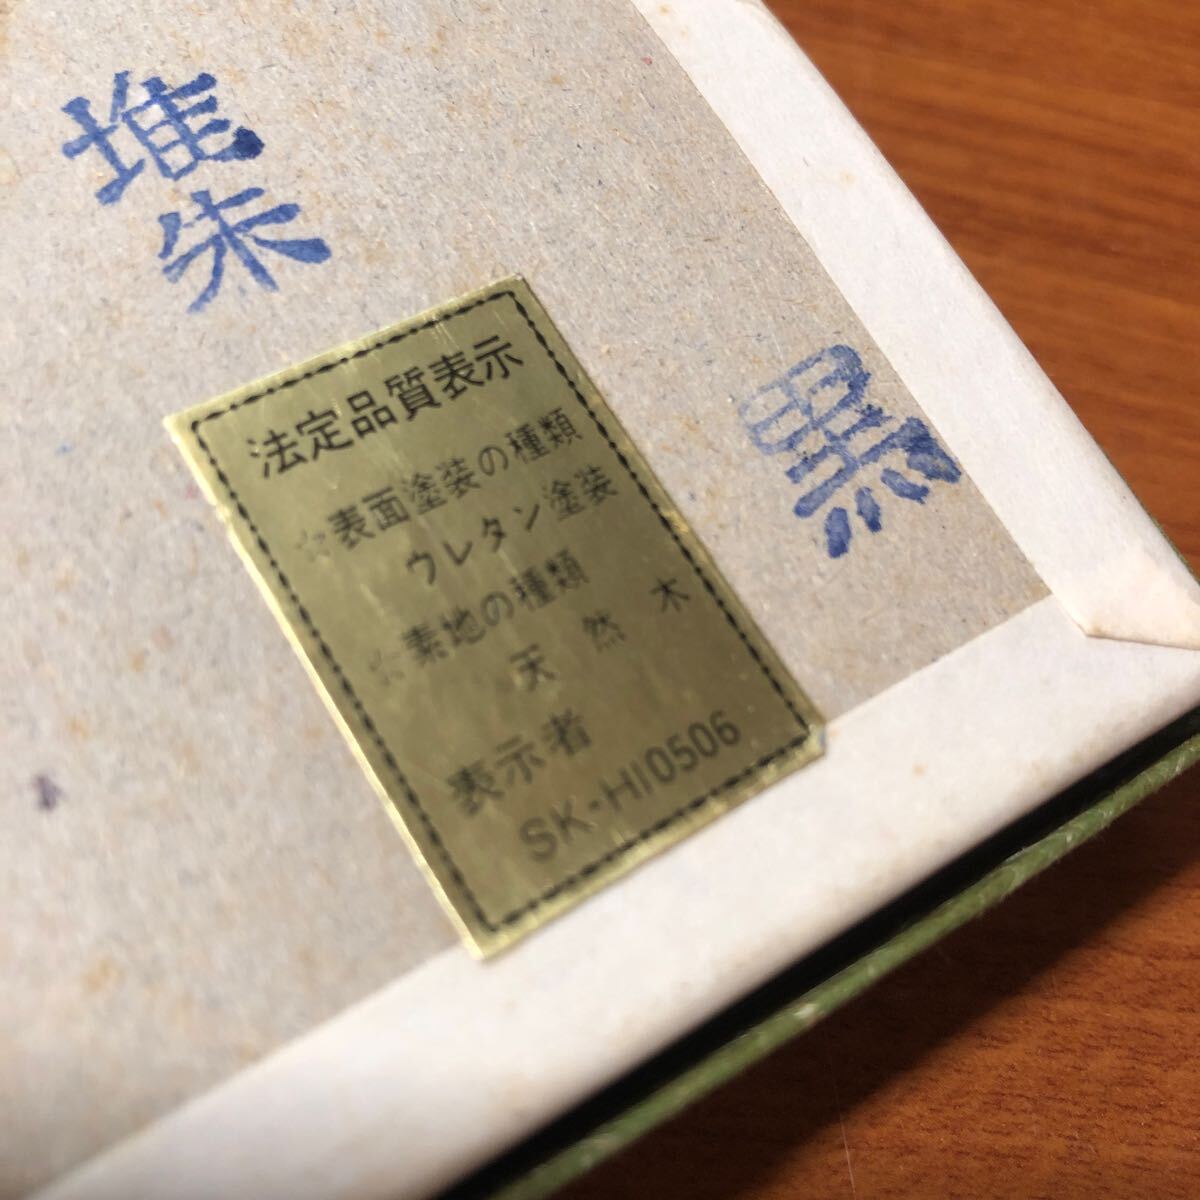 堆朱
黒
法定品質表示
☆表面塗装の種類
ウレタン塗装
☆素地の種類
天然木
表示者
SK-HI0506